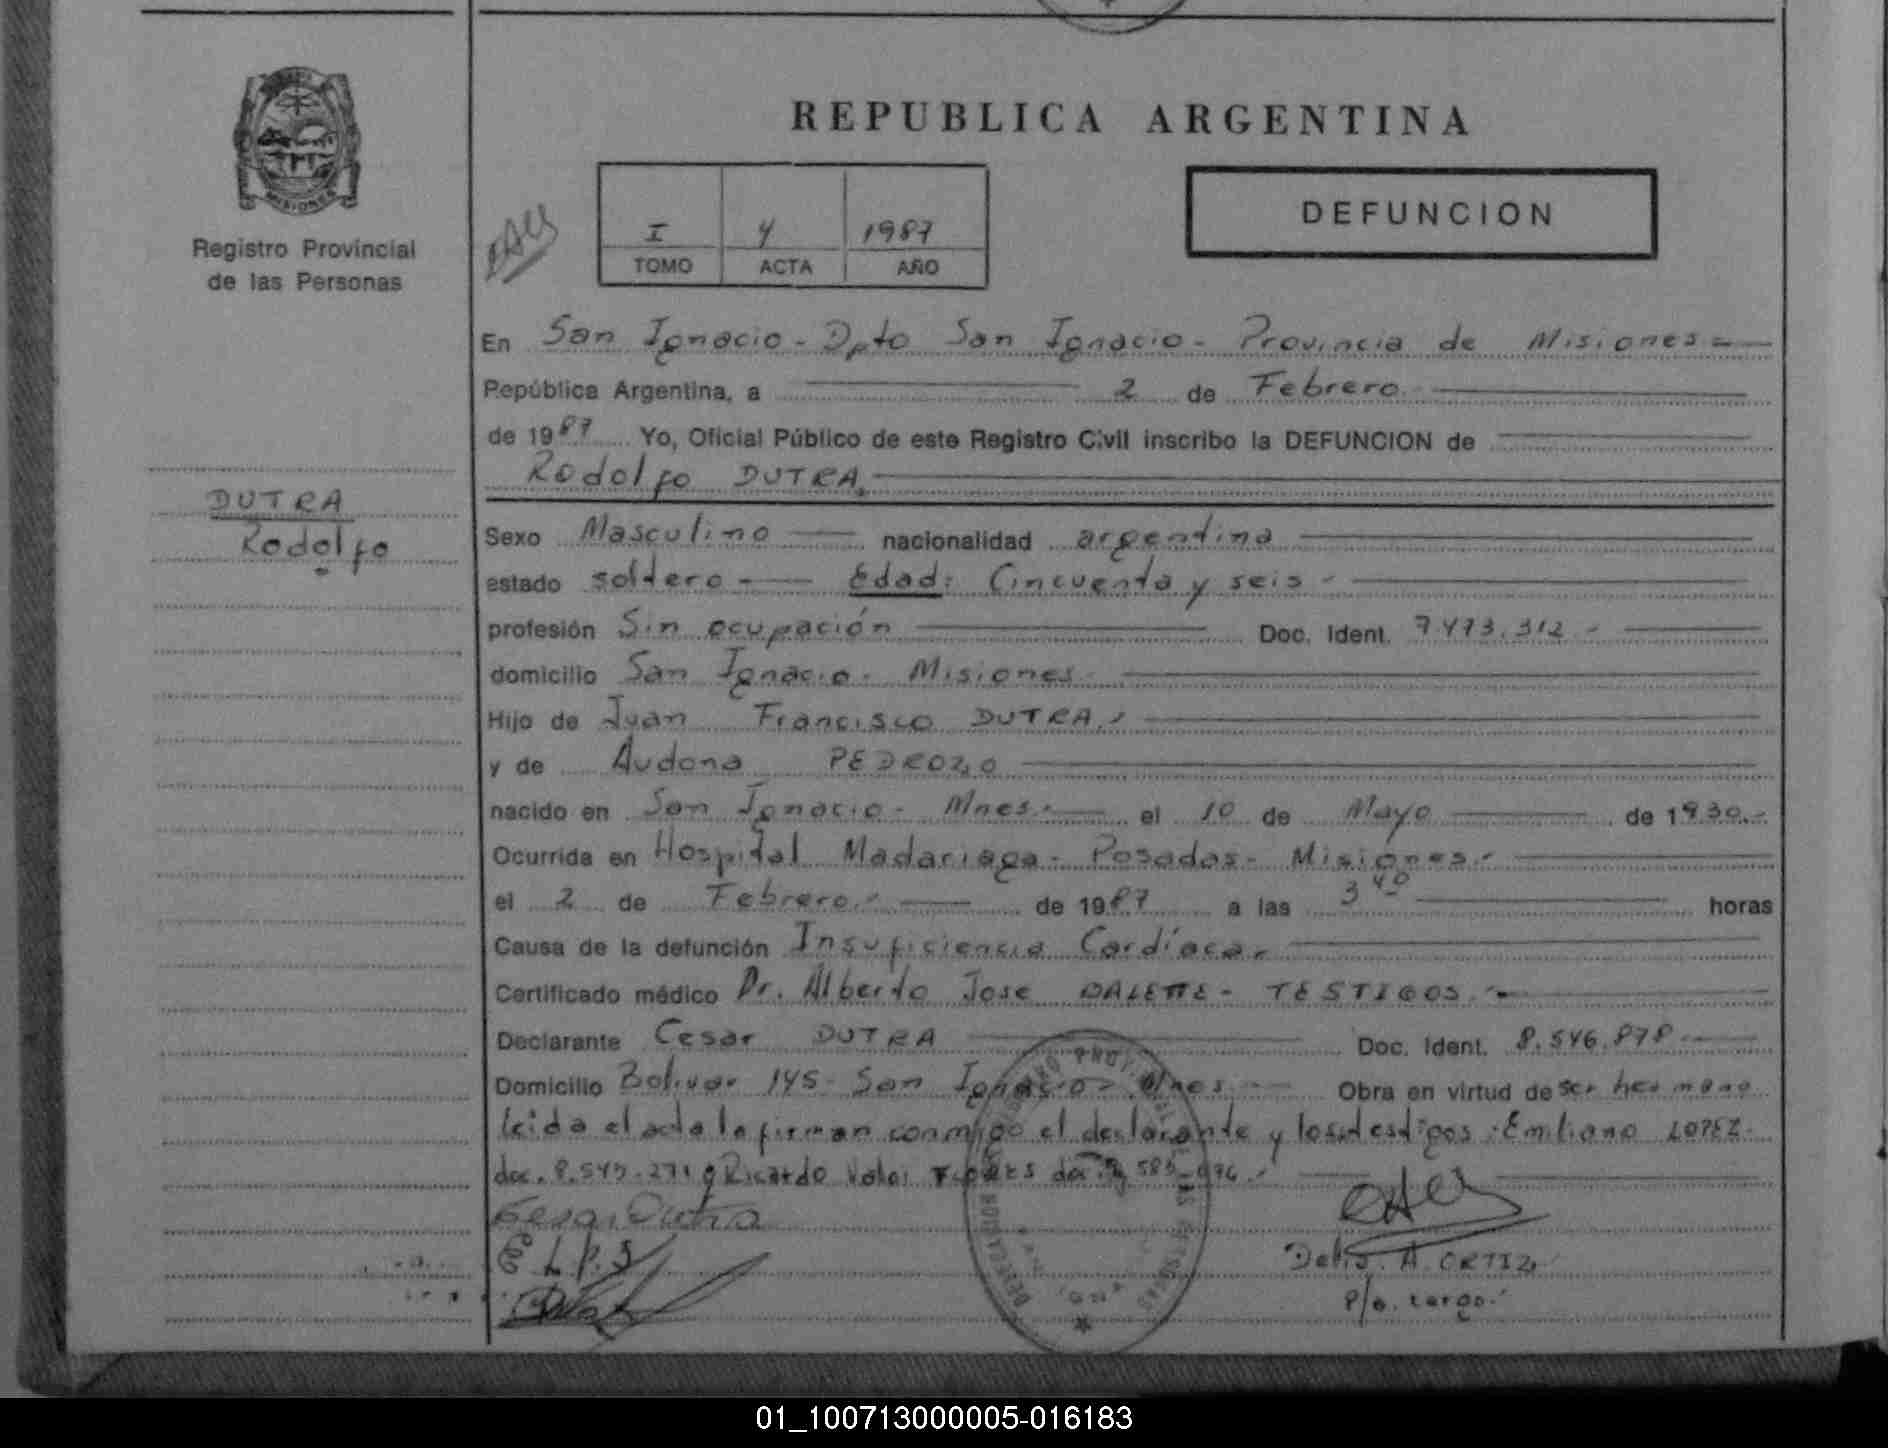 REPUBLICA ARGENTINA
MISIONES
Registro Provincial
de las Personas
I 4 1987
TOMO ACTA AÑO
DEFUNCION
En San Ignacio - Dpto San Ignacio - Provincia de Misiones -
República Argentina, a 2 de Febrero
de 1987 Yo, Oficial Público de este Registro Civil inscribo la DEFUNCION de
Rodolfo DUTRA
DUTRA
Rodolfo
Sexo Masculino nacionalidad argentina
estado soltero - Edad: Cincuenta y seis -
profesión Sin ocupación Doc. Ident. 7.473.312 -
domicilio San Ignacio - Misiones
Hijo de Juan Francisco DUTRA.
y de Audona PEDROZO
nacido en San Ignacio - Mnes. el 10 de Mayo de 1930.-
Ocurrida en Hospital Madariaga - Posadas - Misiones.-
el 2 de Febrero.- de 1987 a las 3 40 horas
Causa de la defunción Insuficiencia Cardíaca.
Certificado médico Dr. Alberto Jose - TESTIGOS.-
Declarante Cesar DUTRA Doc. Ident. 8.546.878
Domicilio Bolivar 145 - San Ignacio - Mnes. Obra en virtud de ser hermano
leida el acta la firman conmigo el declarante y los testigos: Emiliano LOPEZ
doc. 8.545.271 y Ricardo doc.
Cesar Dutra
Delis A. ORTIZ
P/a. cargo.
01_100713000005-016183